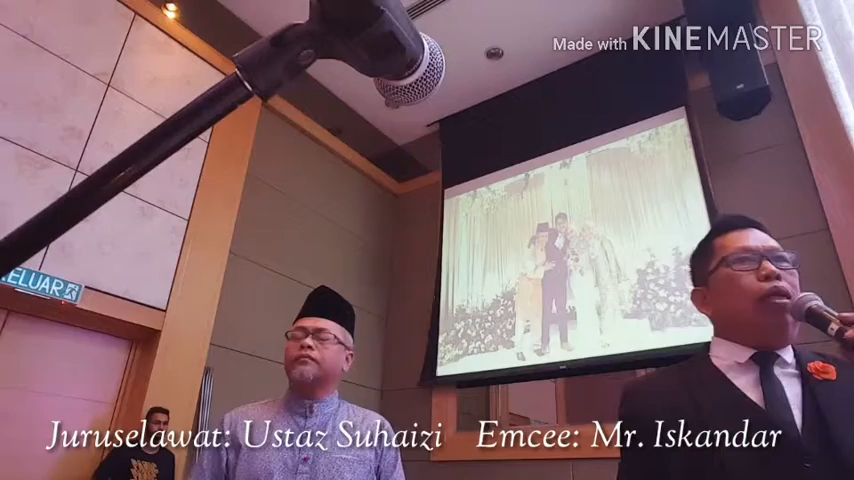 Made with KINEMASTER
KELUAR
Juruselawat : Ustaz Suhaizi Emcee: Mr. Iskandar